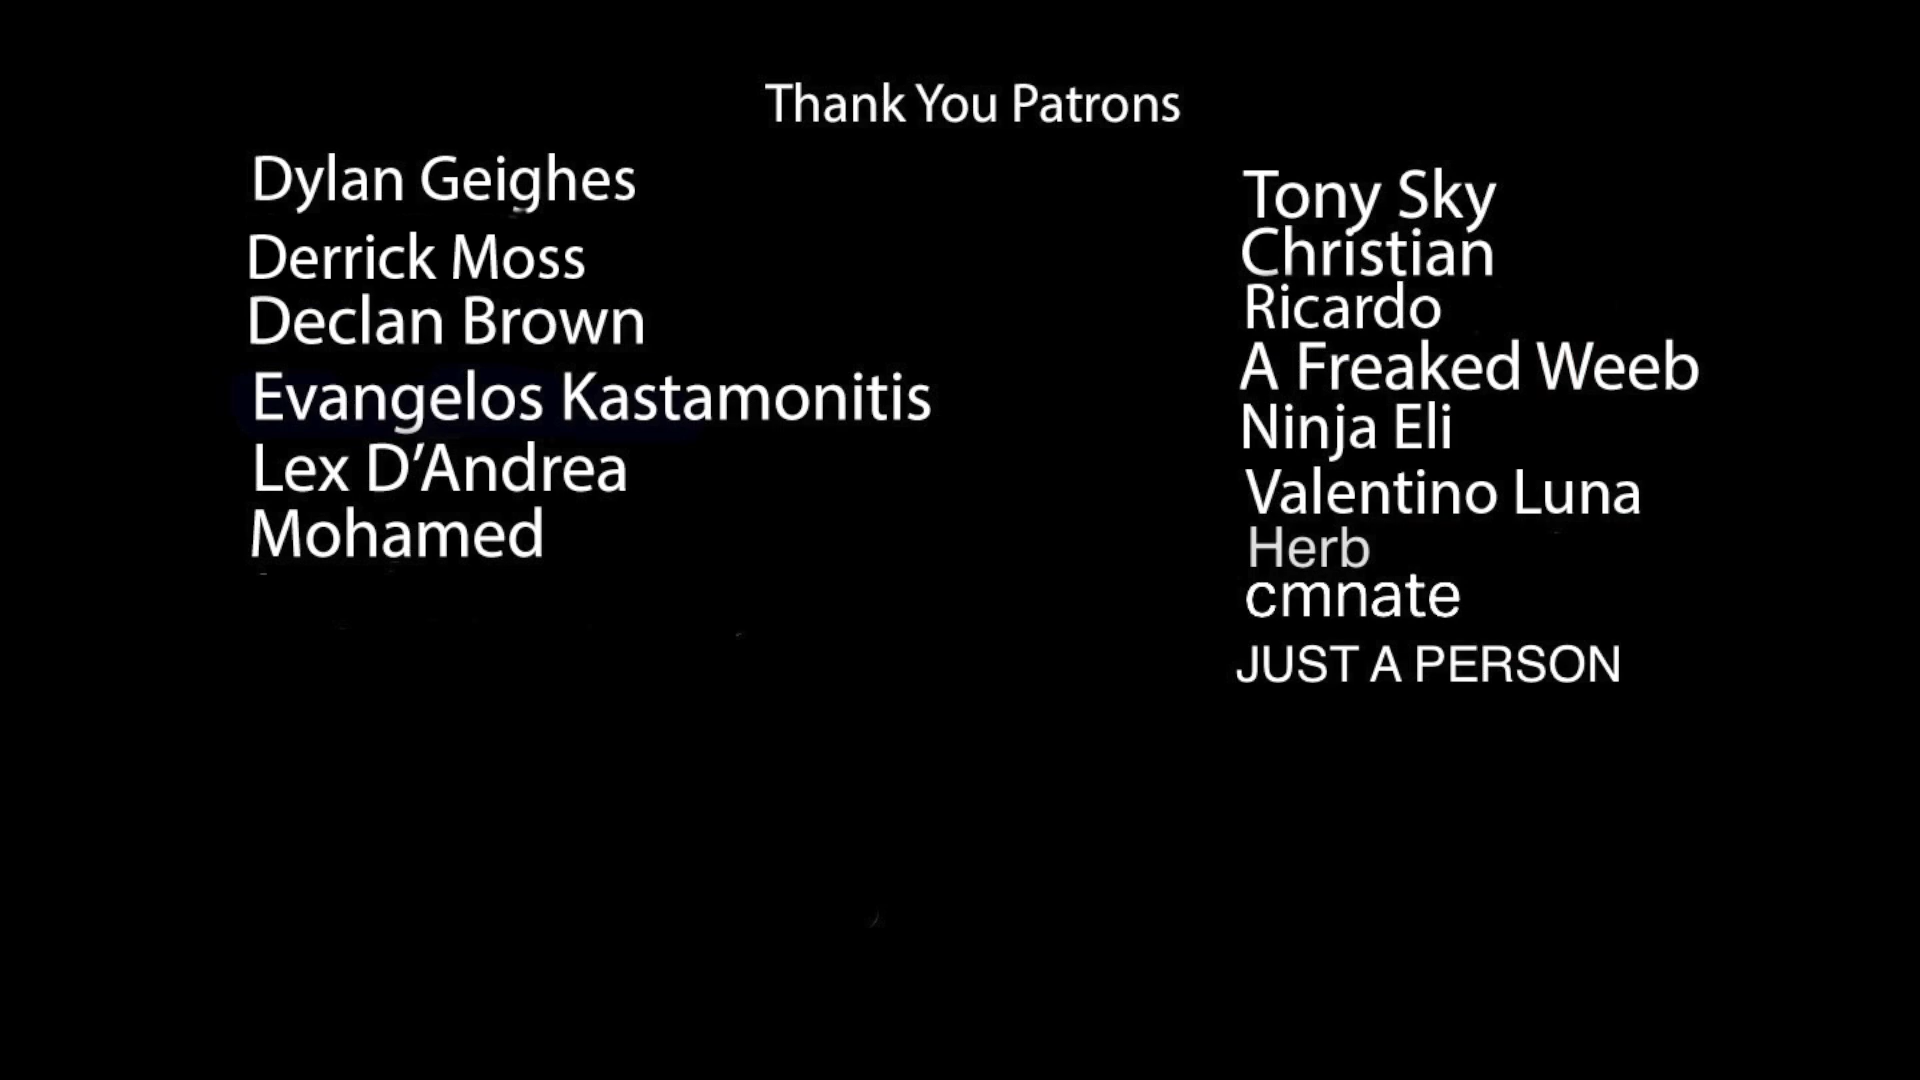 Thank You Patrons
Dylan Geighes
Derrick Moss
Declan Brown
Evangelos Kastamonitis
Lex D’Andrea
Mohamed
Tony Sky
Christian
Ricardo
A Freaked Weeb
Ninja Eli
Valentino Luna
Herb
cmnate
JUST A PERSON